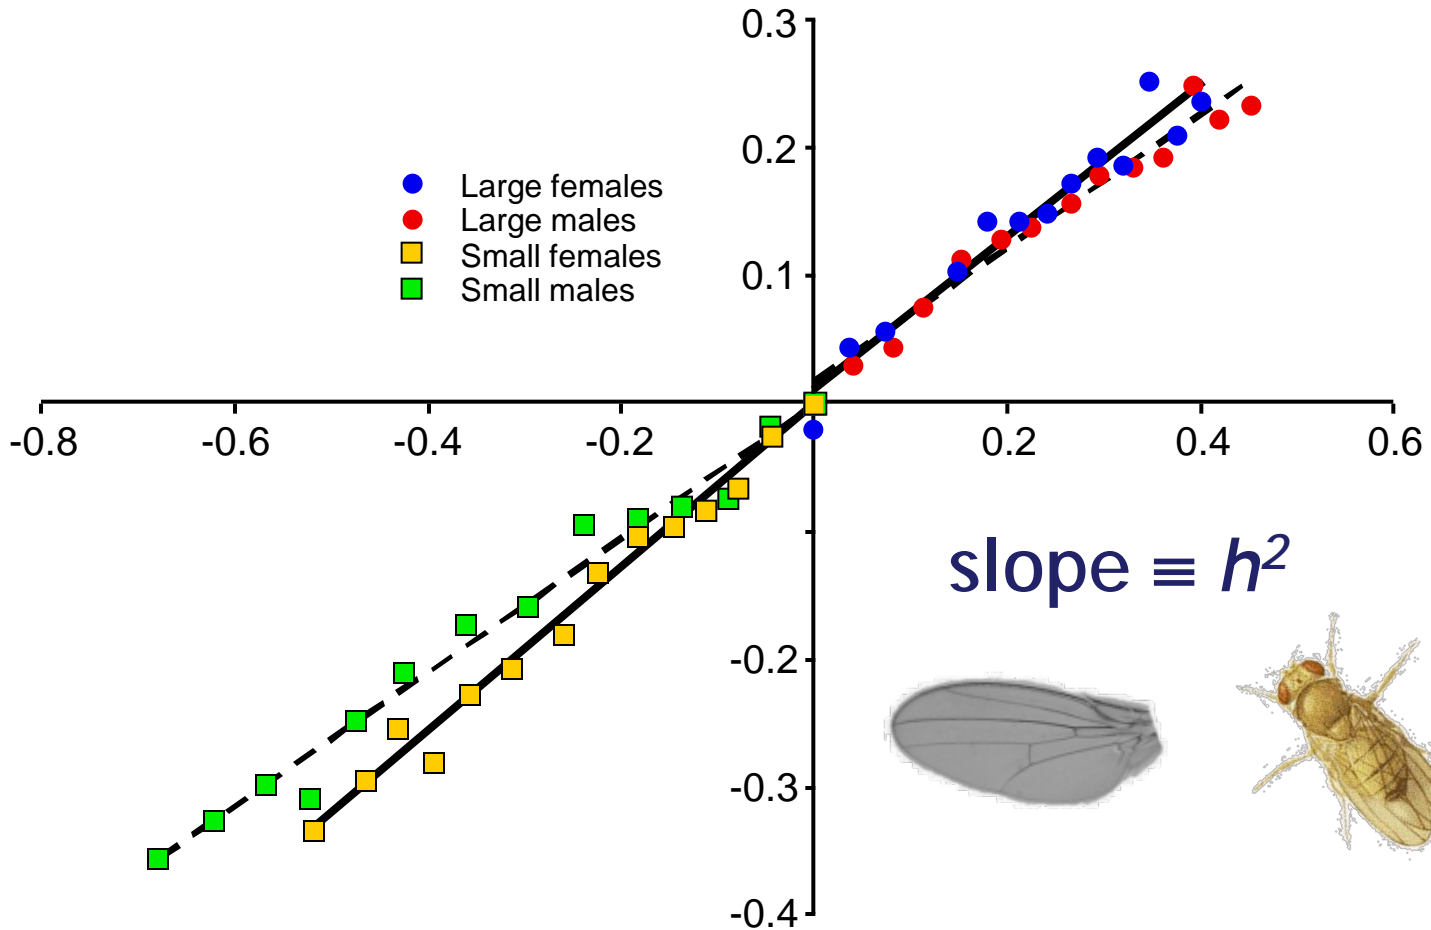 0.3
0.2
Large females
Large males
Small females
Small males
0.1
-0.8 -0.6 -0.4 -0.2 0.2 0.4 0.6
slope ≡ h²
-0.2
-0.3
-0.4